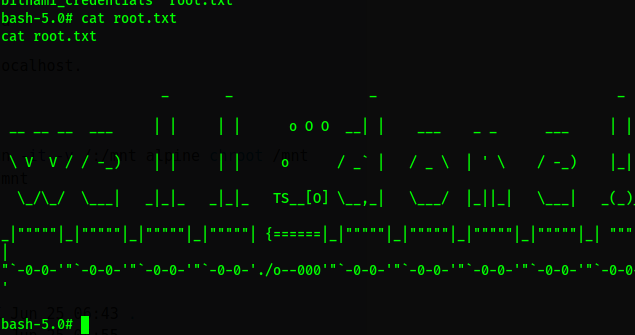 bitnami_credentials  root.txt
bash-5.0# cat root.txt
cat root.txt
ocalhost.
                   _       _                 _                             _
 __ __ __  ___    | |     | |      o O O  __| |    ___    _ _      ___    | |
 \ V  V / / -_)   | |     | |     o      / _` |   / _ \  | ' \    / -_)   |_|
  \_/\_/  \___|  _|_|_   _|_|_   TS__[O] \__,_|   \___/  |_||_|   \___|  _(_)_
_|"""""|_|"""""|_|"""""|_|"""""| {======|_|"""""|_|"""""|_|"""""|_|"""""|_| """"
|
"`-0-0-'"`-0-0-'"`-0-0-'"`-0-0-'./o--000'"`-0-0-'"`-0-0-'"`-0-0-'"`-0-0-'"`-0-0
'
bash-5.0#